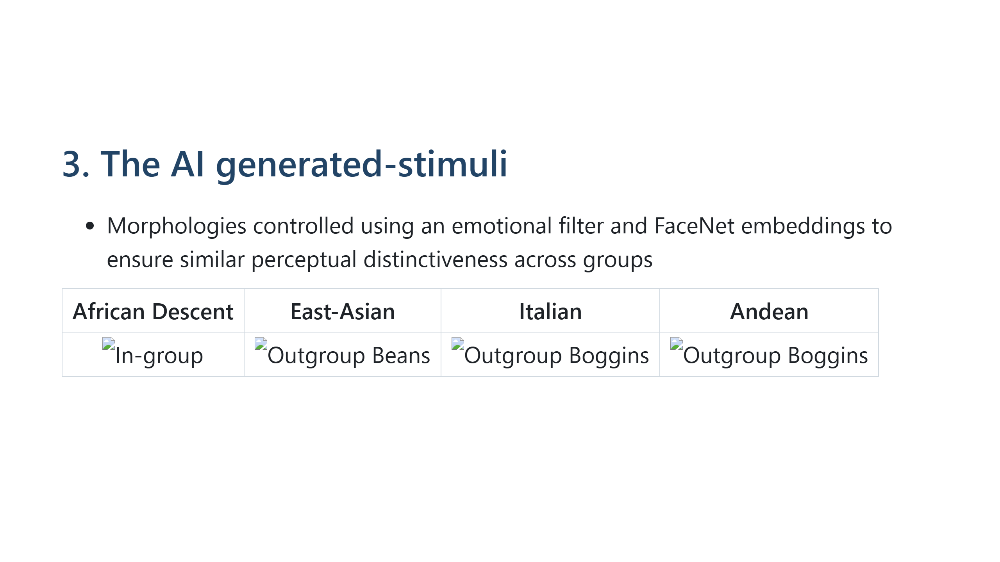 3. The AI generated-stimuli
• Morphologies controlled using an emotional filter and FaceNet embeddings to
ensure similar perceptual distinctiveness across groups
African Descent East-Asian Italian Andean
In-group Outgroup Beans Outgroup Boggins Outgroup Boggins